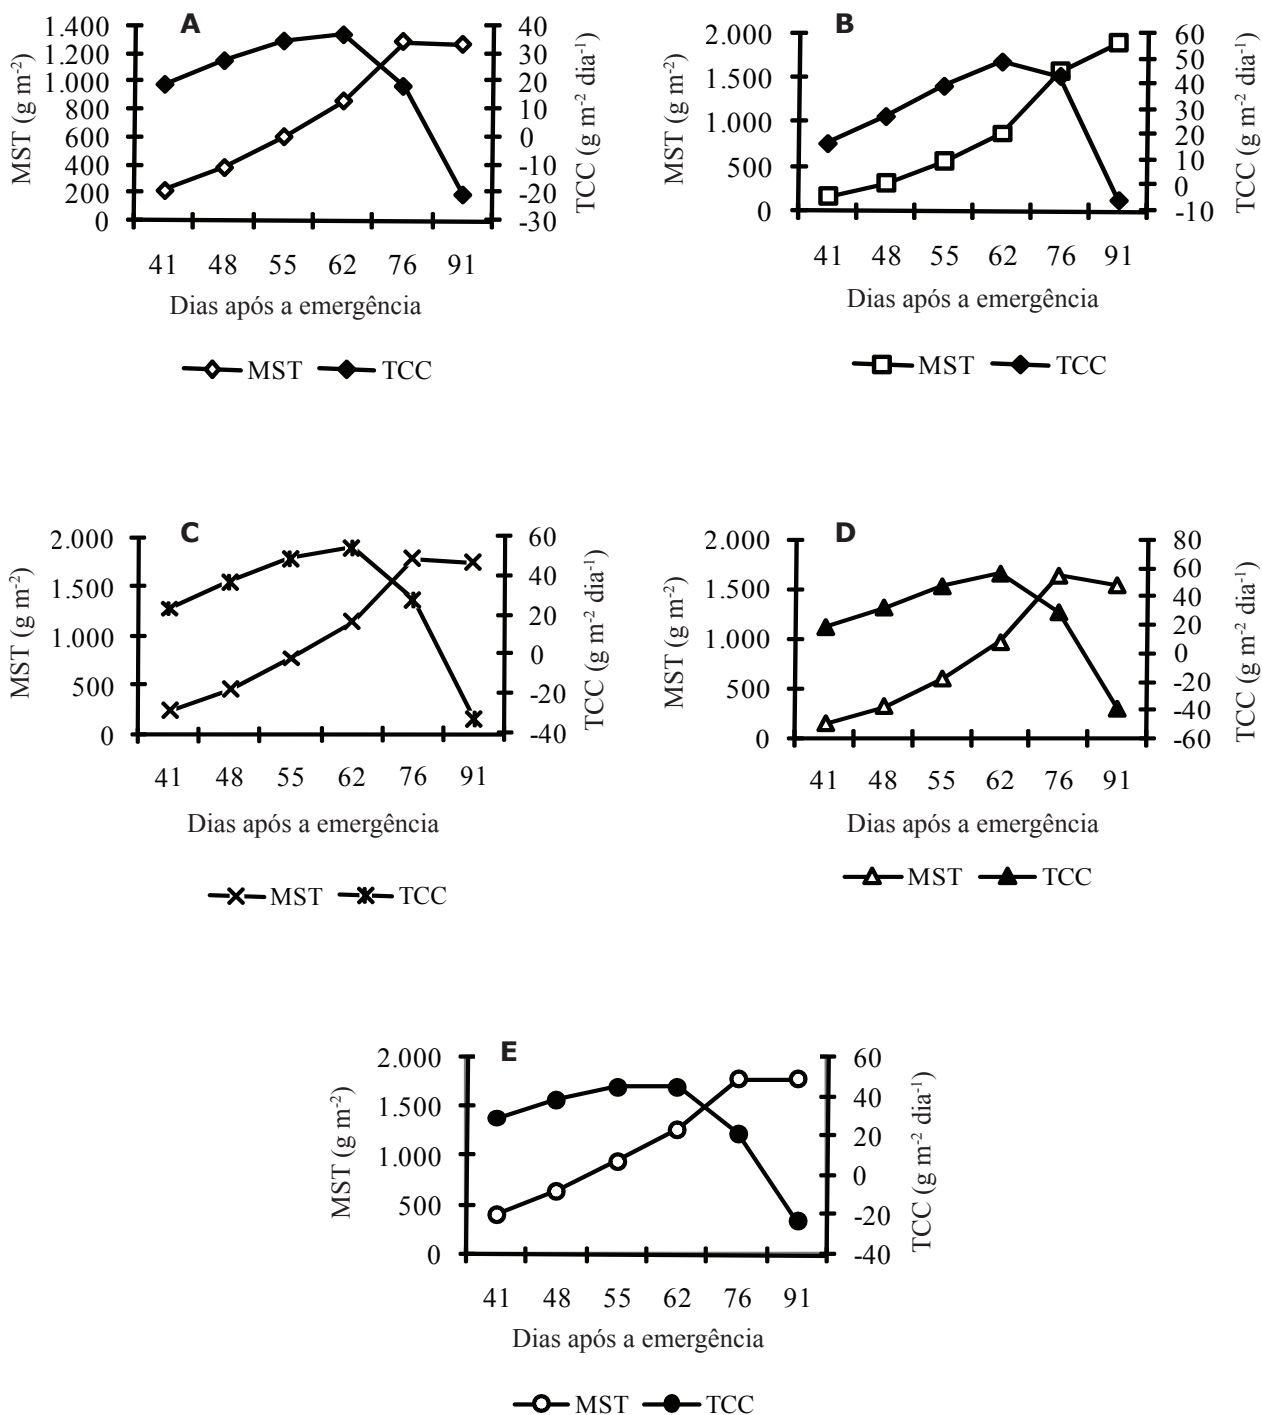 A
MST (g m-2)
1.400
1.200
1.000
800
600
400
200
0
40
30
20
10
0
-10
-20
-30
TCC (g m-2 dia-1)
41 48 55 62 76 91
Dias após a emergência
MST TCC
B
MST (g m-2)
2.000
1.500
1.000
500
0
60
50
40
30
20
10
0
-10
TCC (g m-2 dia-1)
41 48 55 62 76 91
Dias após a emergência
MST TCC
C
MST (g m-2)
2.000
1.500
1.000
500
0
60
40
20
0
-20
-40
TCC (g m-2 dia-1)
41 48 55 62 76 91
Dias após a emergência
MST TCC
D
MST (g m-2)
2.000
1.500
1.000
500
0
80
60
40
20
0
-20
-40
-60
TCC (g m-2 dia-1)
41 48 55 62 76 91
Dias após a emergência
MST TCC
E
MST (g m-2)
2.000
1.500
1.000
500
0
60
40
20
0
-20
-40
TCC (g m-2 dia-1)
41 48 55 62 76 91
Dias após a emergência
MST TCC